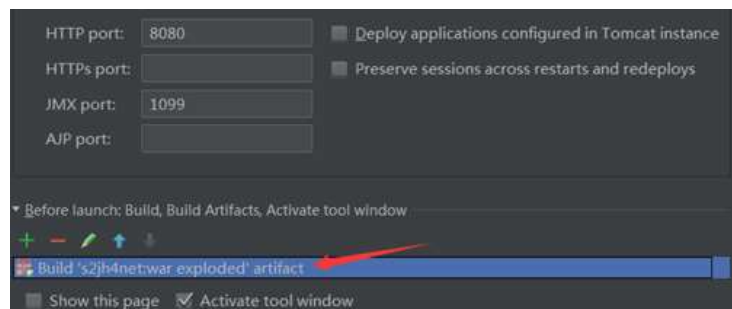 HTTP port: 8080 Deploy applications configured in Tomcat instance
HTTPs port: Preserve sessions across restarts and redeploys
JMX port: 1099
AJP port:
Before launch: Build, Build Artifacts, Activate tool window
Build 's2jh4net:war exploded' artifact
Show this page Activate tool window